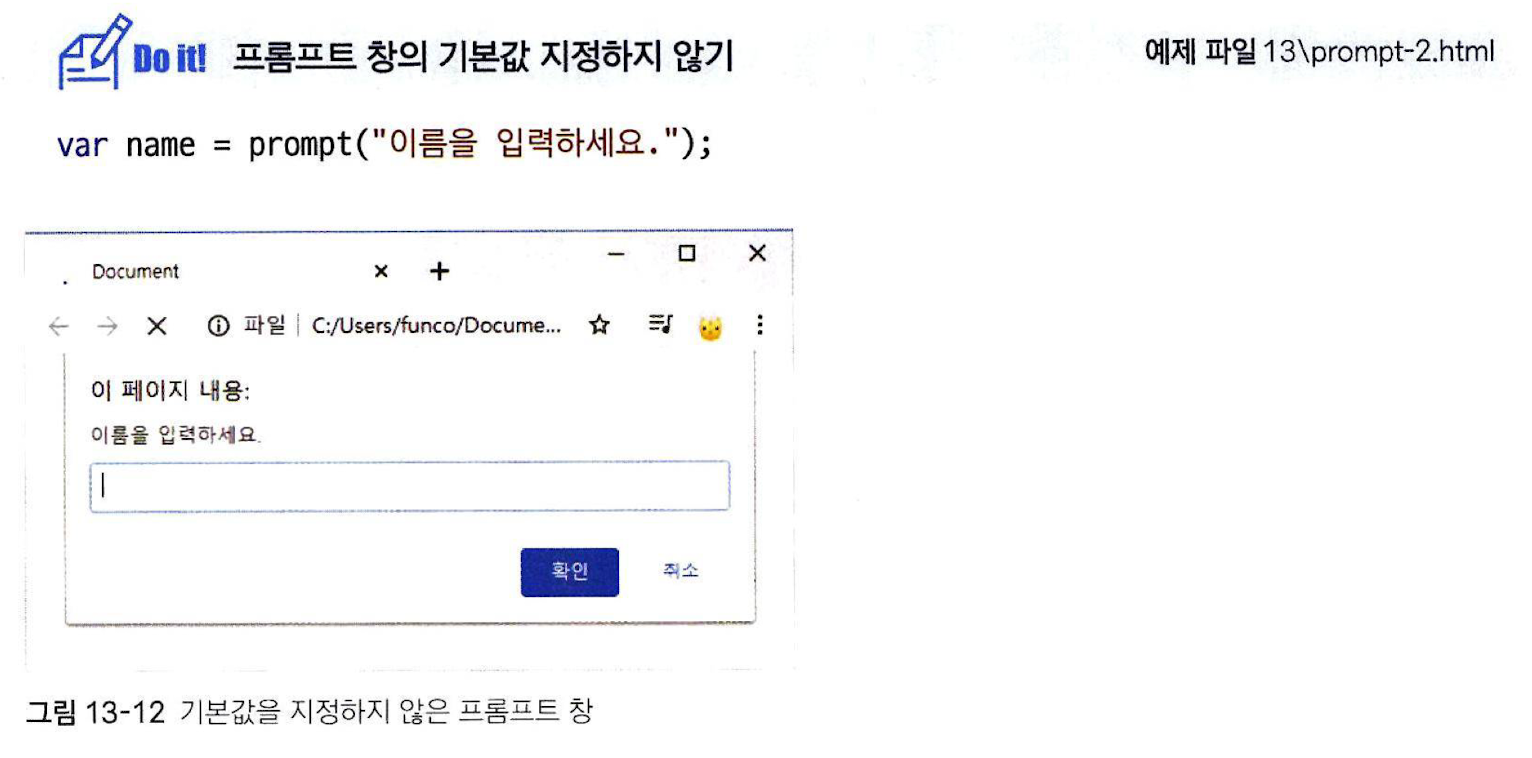 Do it! 프롬프트 창의 기본값 지정하지 않기 예제 파일 13\prompt-2.html
var name = prompt("이름을 입력하세요.");
Document
파일 C:/Users/funco/Docume...
이 페이지 내용:
이름을 입력하세요.
확인 취소
그림 13-12 기본값을 지정하지 않은 프롬프트 창